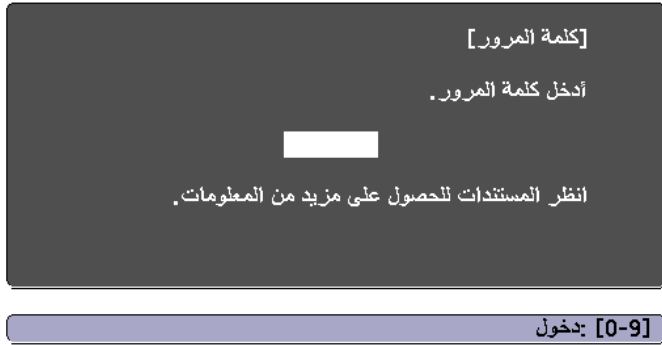 [كلمة المرور]
أدخل كلمة المرور.
انظر المستندات للحصول على مزيد من المعلومات.
[0-9] :دخول